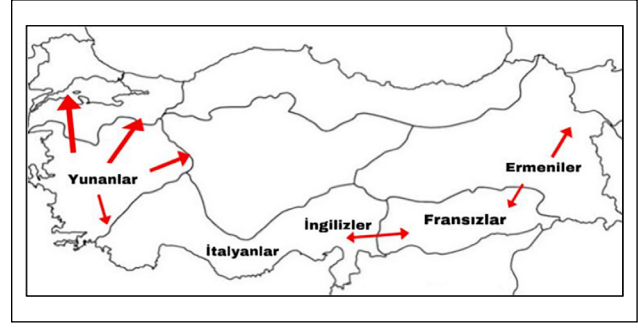 Ermeniler
Yunanlar
İngilizler
Fransızlar
İtalyanlar